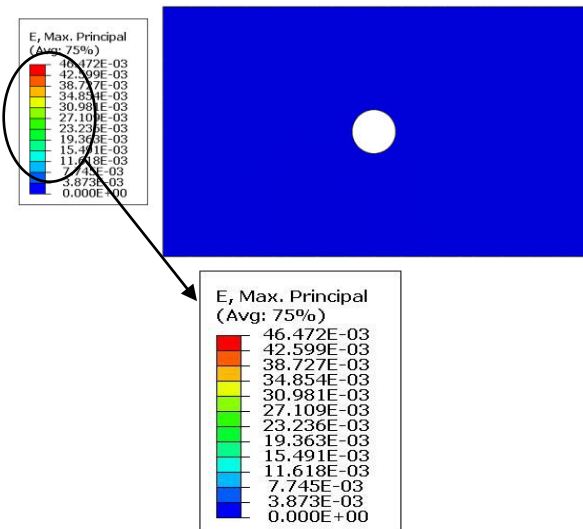 E, Max. Principal
(Avg: 75%)
46.472E-03
42.599E-03
38.727E-03
34.854E-03
30.981E-03
27.109E-03
23.236E-03
19.363E-03
15.491E-03
11.618E-03
7.745E-03
3.873E-03
0.000E+00
E, Max. Principal
(Avg: 75%)
46.472E-03
42.599E-03
38.727E-03
34.854E-03
30.981E-03
27.109E-03
23.236E-03
19.363E-03
15.491E-03
11.618E-03
7.745E-03
3.873E-03
0.000E+00